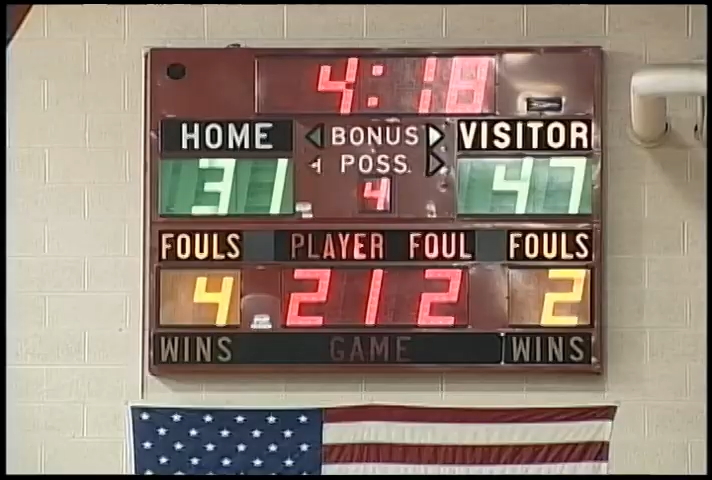 4:18
HOME BONUS VISITOR
31 POSS. 47
4
FOULS PLAYER FOUL FOULS
4 21 2 2
WINS GAME WINS